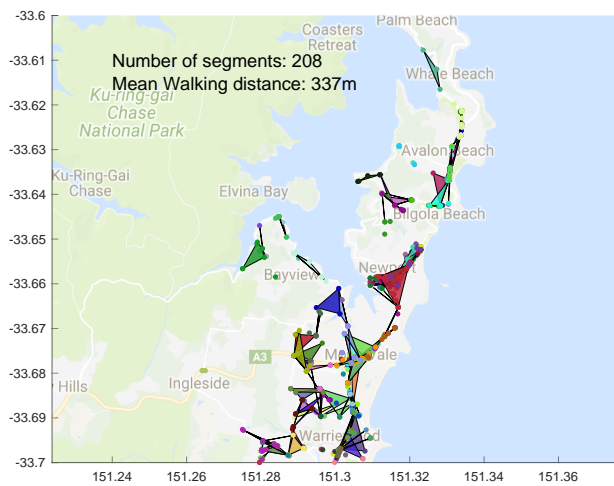 -33.6
Palm Beach
Coasters
Retreat
Number of segments: 208
Mean Walking distance: 337m
-33.61
Whale Beach
Ku-ring-gai
Chase
National Park
-33.62
-33.63
Avalon Beach
Ku-Ring-Gai
Chase
Elvina Bay
-33.64
Bilgola Beach
-33.65
Bayview
Newport
-33.66
-33.67
A3
-33.68
Ingleside
Hills
-33.69
-33.7
151.24
151.26
151.28
151.3
151.32
151.34
151.36